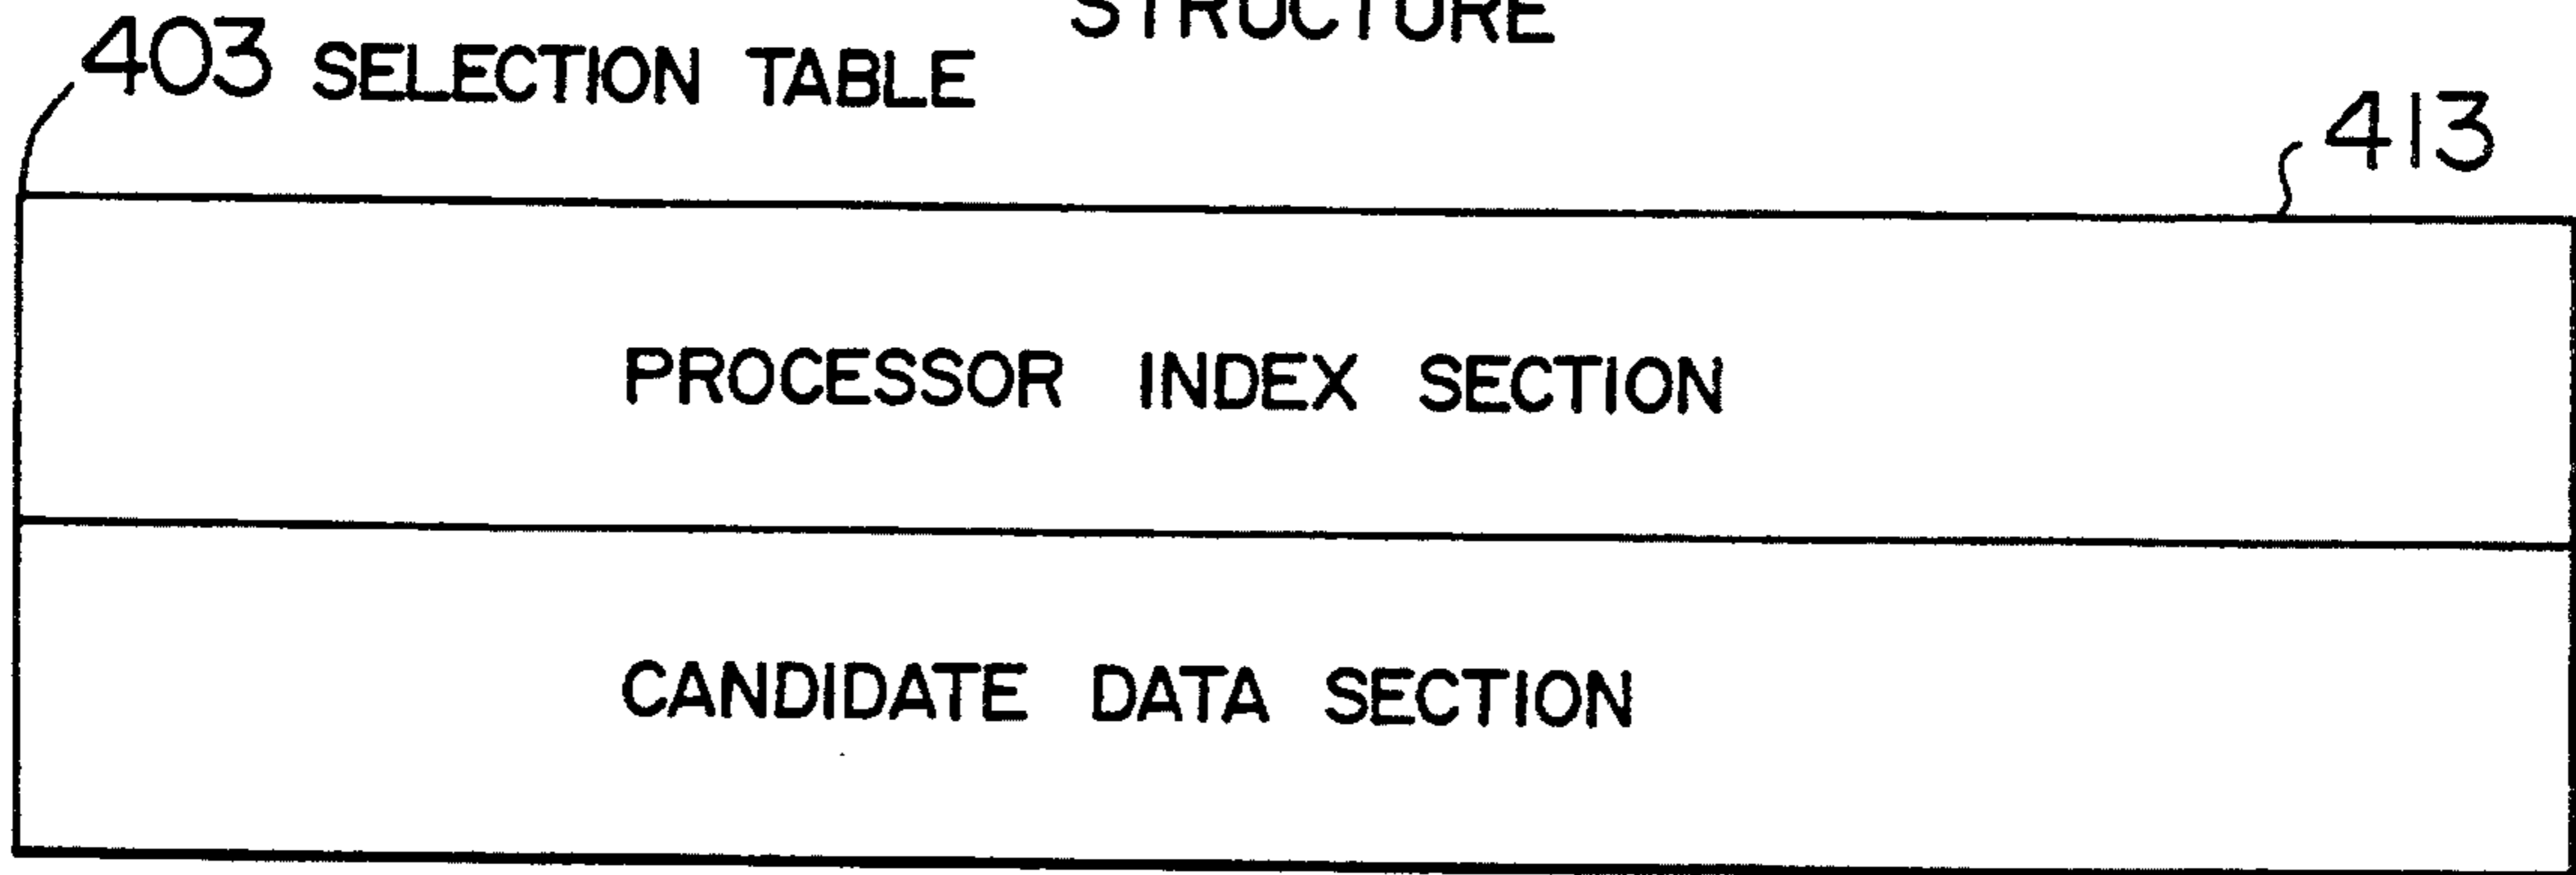 STRUCTURE
403 SELECTION TABLE
413
PROCESSOR INDEX SECTION
CANDIDATE DATA SECTION